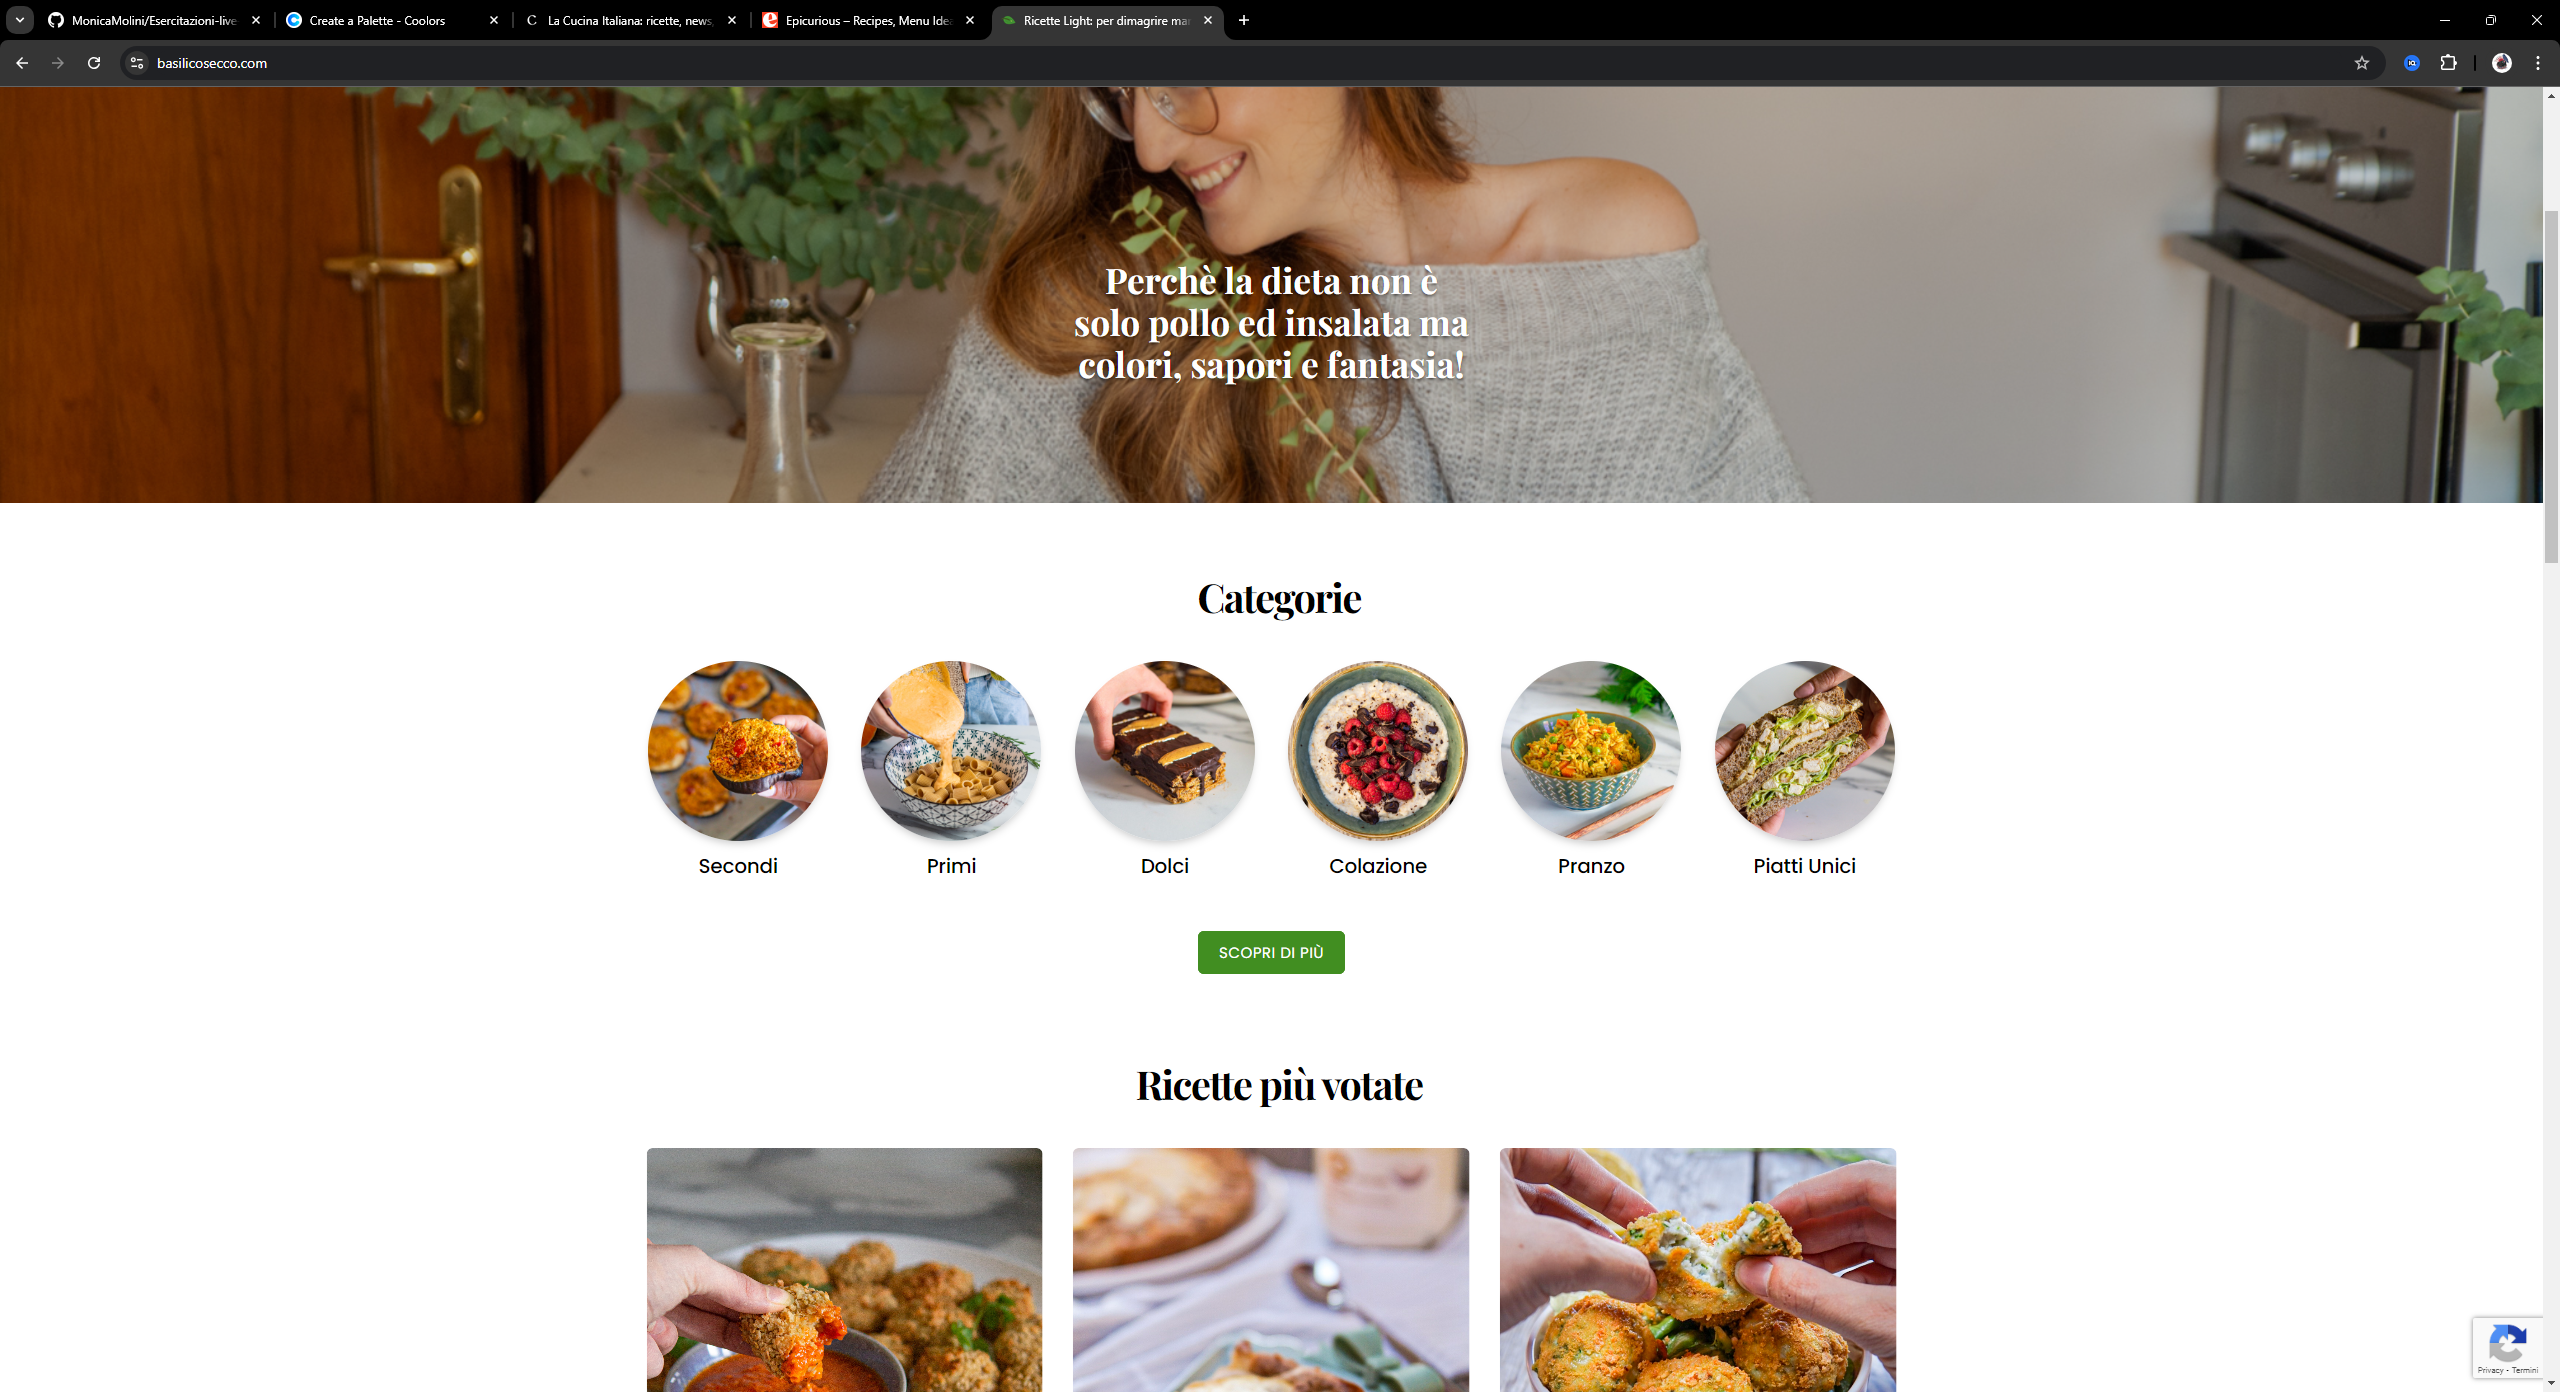 MonicaMolini/Esercitazioni-live
Create a Palette - Coolors
La Cucina Italiana: ricette, news,
Epicurious – Recipes, Menu Idea
Ricette Light: per dimagrire man
basilicosecco.com
Perchè la dieta non è
solo pollo ed insalata ma
colori, sapori e fantasia!
Categorie
Secondi
Primi
Dolci
Colazione
Pranzo
Piatti Unici
SCOPRI DI PIÙ
Ricette più votate
Privacy - Termini